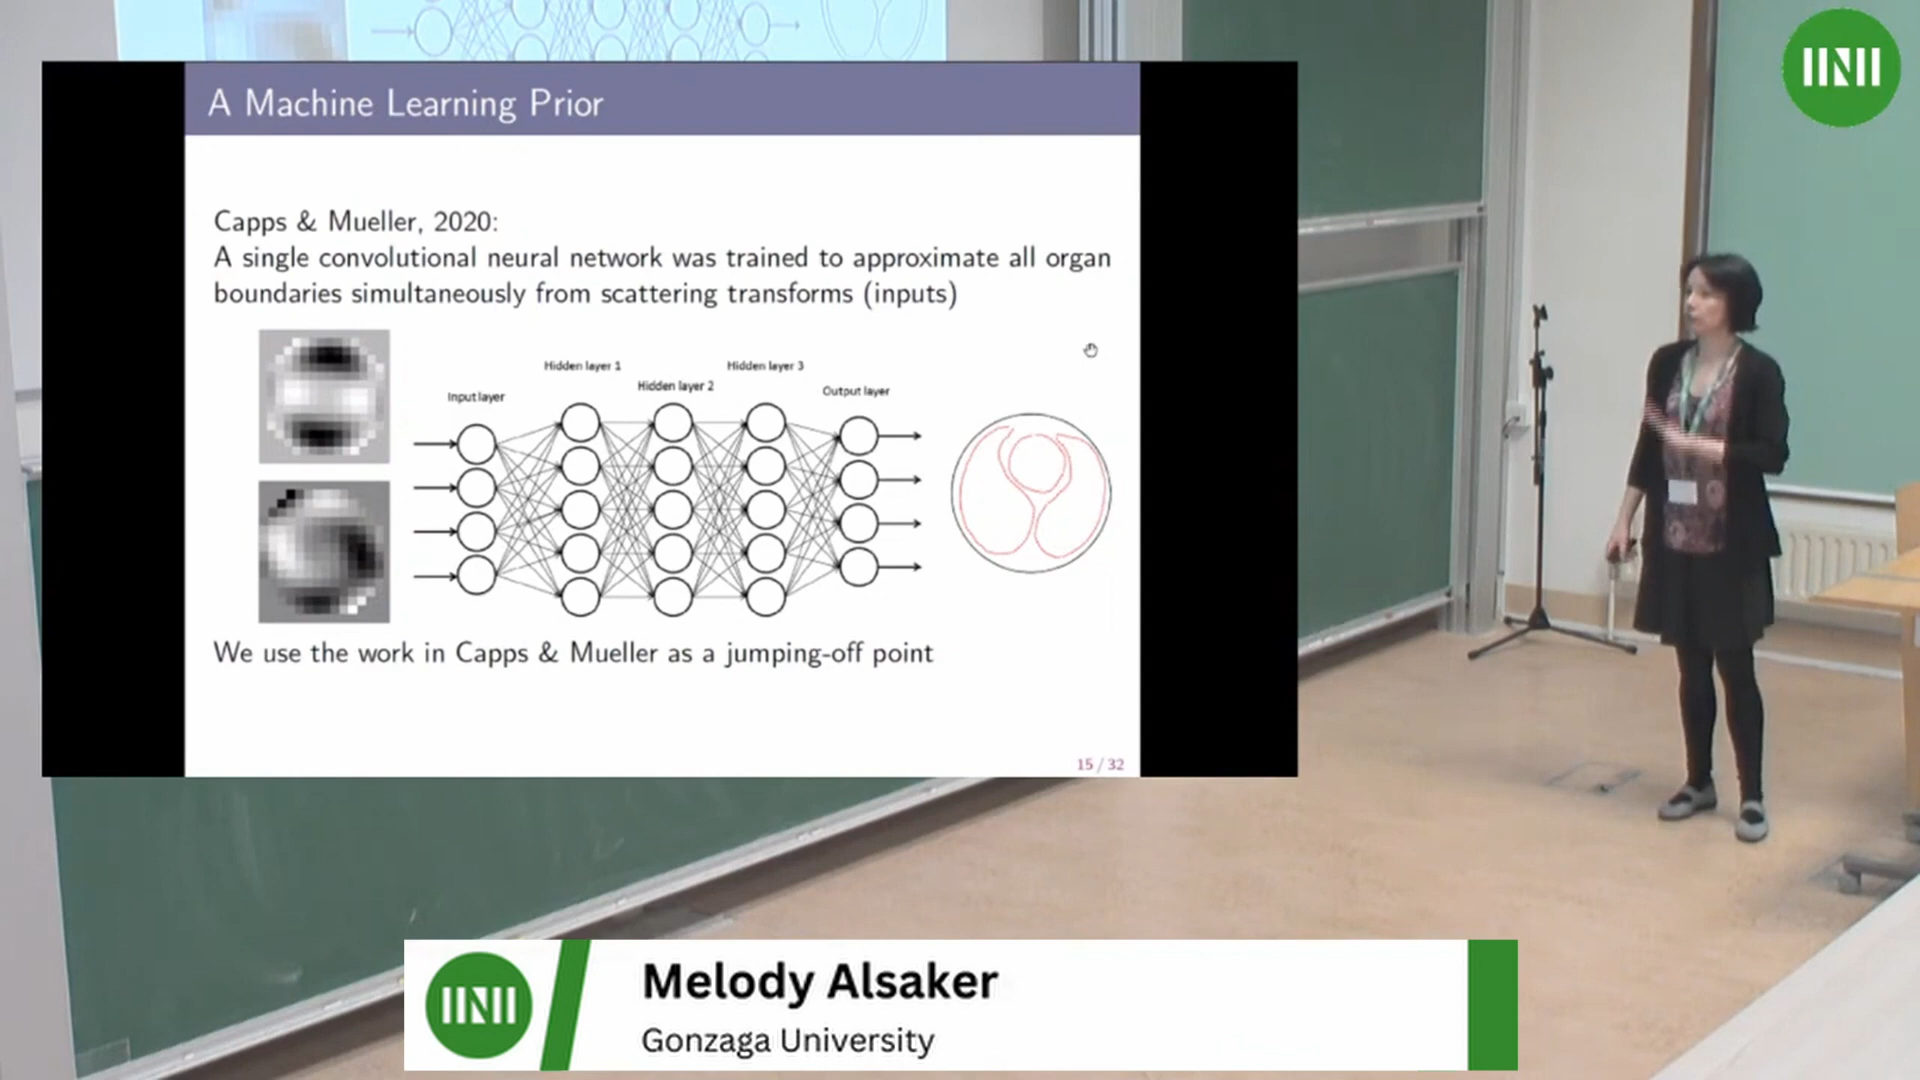 A Machine Learning Prior
Capps & Mueller, 2020:
A single convolutional neural network was trained to approximate all organ
boundaries simultaneously from scattering transforms (inputs)
Input layer
Hidden layer 1
Hidden layer 2
Hidden layer 3
Output layer
We use the work in Capps & Mueller as a jumping-off point
15 / 32
INI
INI
Melody Alsaker
Gonzaga University